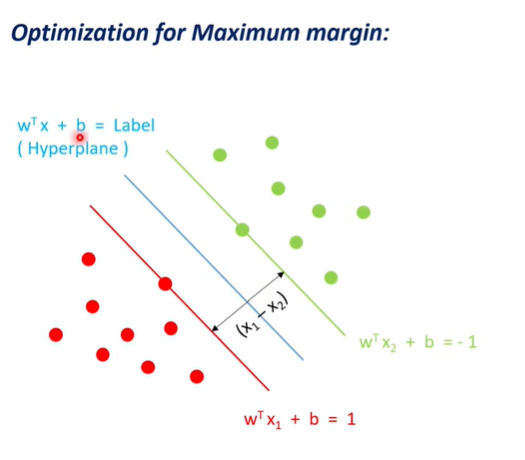 Optimization for Maximum margin:
wᵀx + b = Label
( Hyperplane )
(x₁ – x₂)
wᵀx₂ + b = - 1
wᵀx₁ + b = 1